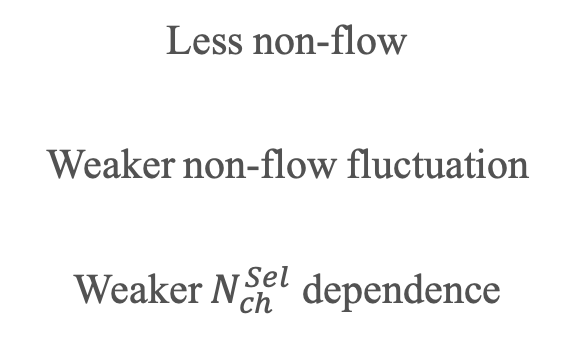 Less non-flow
Weaker non-flow fluctuation
Weaker $N_{ch}^{Sel}$ dependence